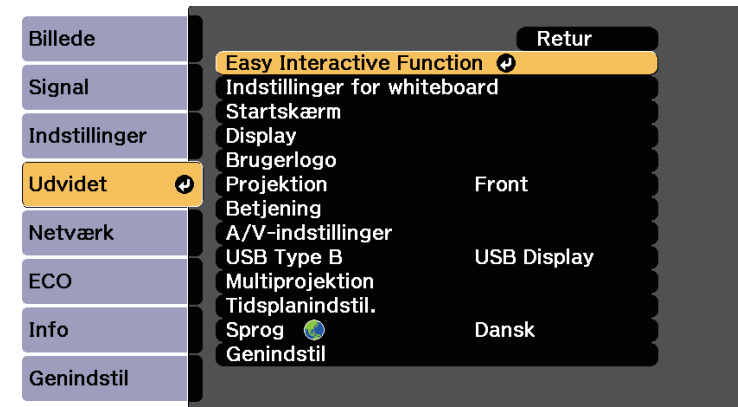 Billede
Signal
Indstillinger
Udvidet
Netværk
ECO
Info
Genindstil
Retur
Easy Interactive Function
Indstillinger for whiteboard
Startskærm
Display
Brugerlogo
Projektion Front
Betjening
A/V-indstillinger
USB Type B USB Display
Multiprojektion
Tidsplanindstil.
Sprog Dansk
Genindstil